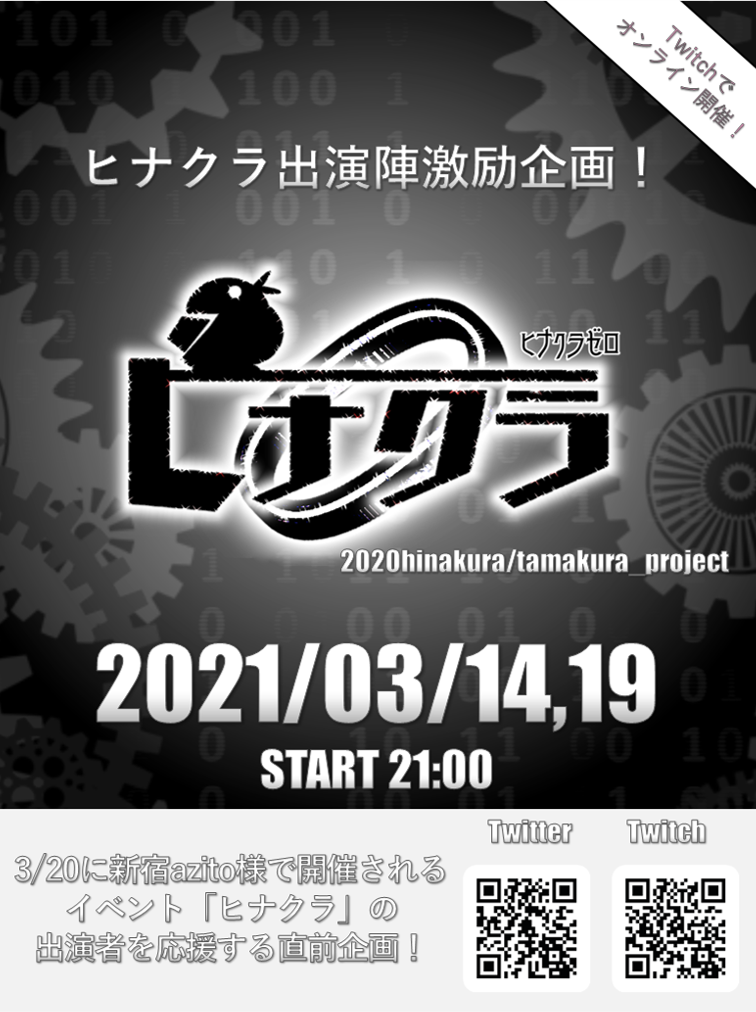 Twitchで
オンライン開催！
ヒナクラ出演陣激励企画！
ヒナクラゼロ
ヒナクラ
2020hinakura/tamakura_project
2021/03/14,19
START 21:00
Twitter
Twitch
3/20に新宿azito様で開催される
イベント「ヒナクラ」の
出演者を応援する直前企画！